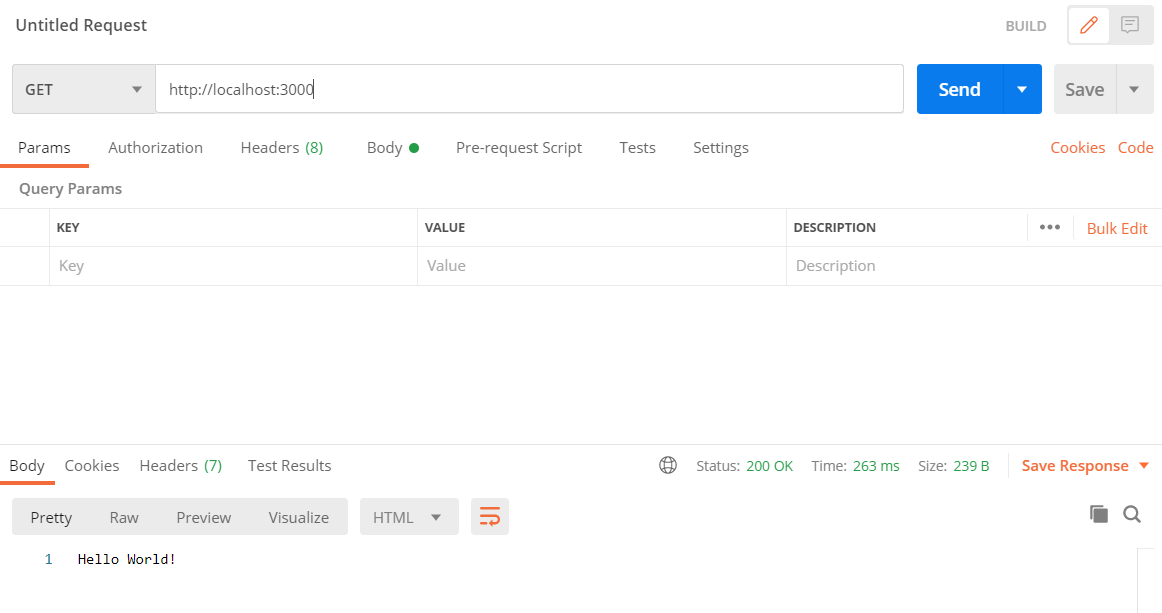 Untitled Request BUILD
GET http://localhost:3000 Send Save
Params Authorization Headers (8) Body Pre-request Script Tests Settings Cookies Code
Query Params
KEY VALUE DESCRIPTION Bulk Edit
Key Value Description
Body Cookies Headers (7) Test Results Status: 200 OK Time: 263 ms Size: 239 B Save Response
Pretty Raw Preview Visualize HTML
1 Hello World!